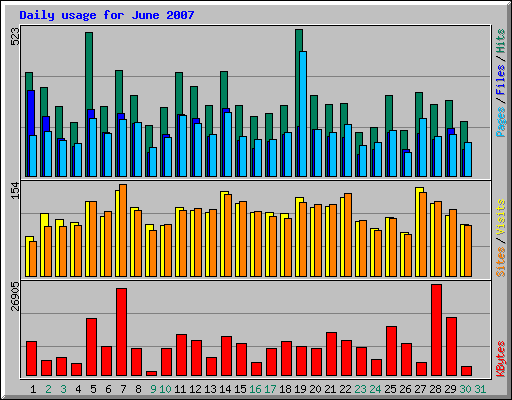 Daily usage for June 2007
523
Pages / Files / Hits
154
Sites / Visits
26905
KBytes
1 2 3 4 5 6 7 8 9 10 11 12 13 14 15 16 17 18 19 20 21 22 23 24 25 26 27 28 29 30 31